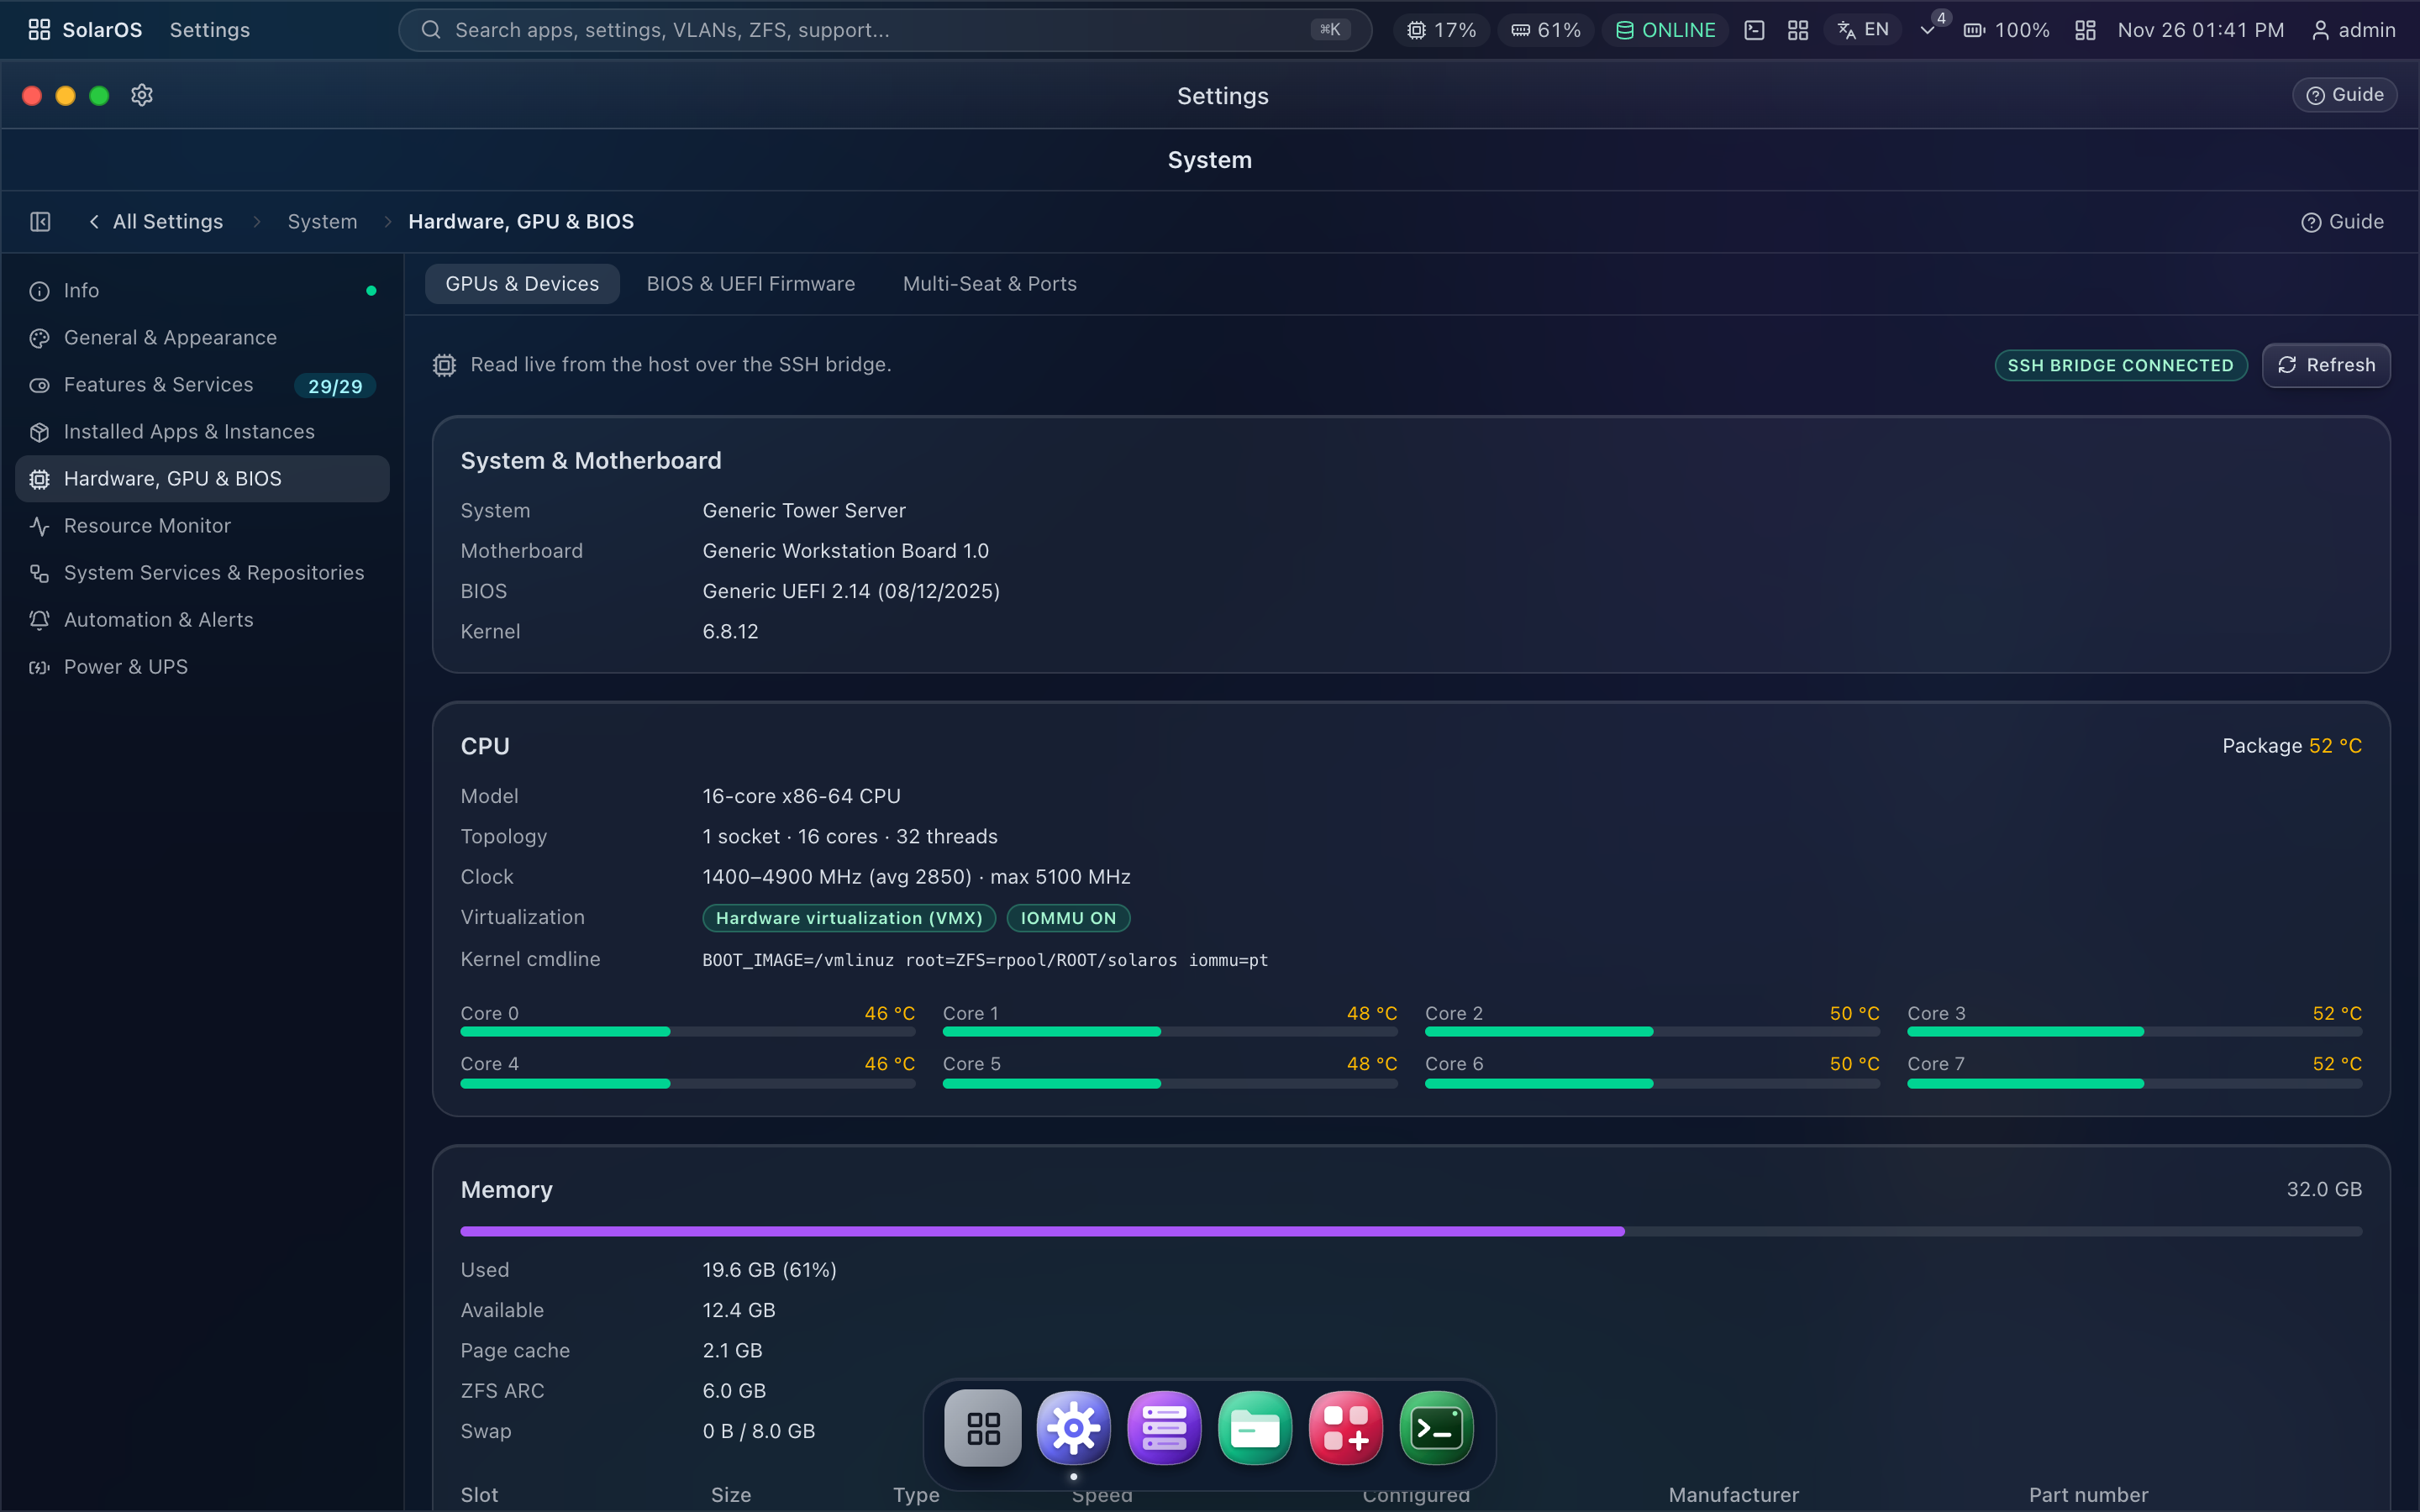 SolarOS Settings Search apps, settings, VLANs, ZFS, support... ⌘K 17% 61% ONLINE EN 4 100% Nov 26 01:41 PM admin
Settings Guide
System
All Settings System Hardware, GPU & BIOS Guide
Info
General & Appearance
Features & Services 29/29
Installed Apps & Instances
Hardware, GPU & BIOS
Resource Monitor
System Services & Repositories
Automation & Alerts
Power & UPS
GPUs & Devices BIOS & UEFI Firmware Multi-Seat & Ports
Read live from the host over the SSH bridge. SSH BRIDGE CONNECTED Refresh
System & Motherboard
System Generic Tower Server
Motherboard Generic Workstation Board 1.0
BIOS Generic UEFI 2.14 (08/12/2025)
Kernel 6.8.12
CPU Package 52 °C
Model 16-core x86-64 CPU
Topology 1 socket · 16 cores · 32 threads
Clock 1400–4900 MHz (avg 2850) · max 5100 MHz
Virtualization Hardware virtualization (VMX) IOMMU ON
Kernel cmdline BOOT_IMAGE=/vmlinuz root=ZFS=rpool/ROOT/solaros iommu=pt
Core 0 46 °C Core 1 48 °C Core 2 50 °C Core 3 52 °C
Core 4 46 °C Core 5 48 °C Core 6 50 °C Core 7 52 °C
Memory 32.0 GB
Used 19.6 GB (61%)
Available 12.4 GB
Page cache 2.1 GB
ZFS ARC 6.0 GB
Swap 0 B / 8.0 GB
Slot Size Type Speed Configured Manufacturer Part number